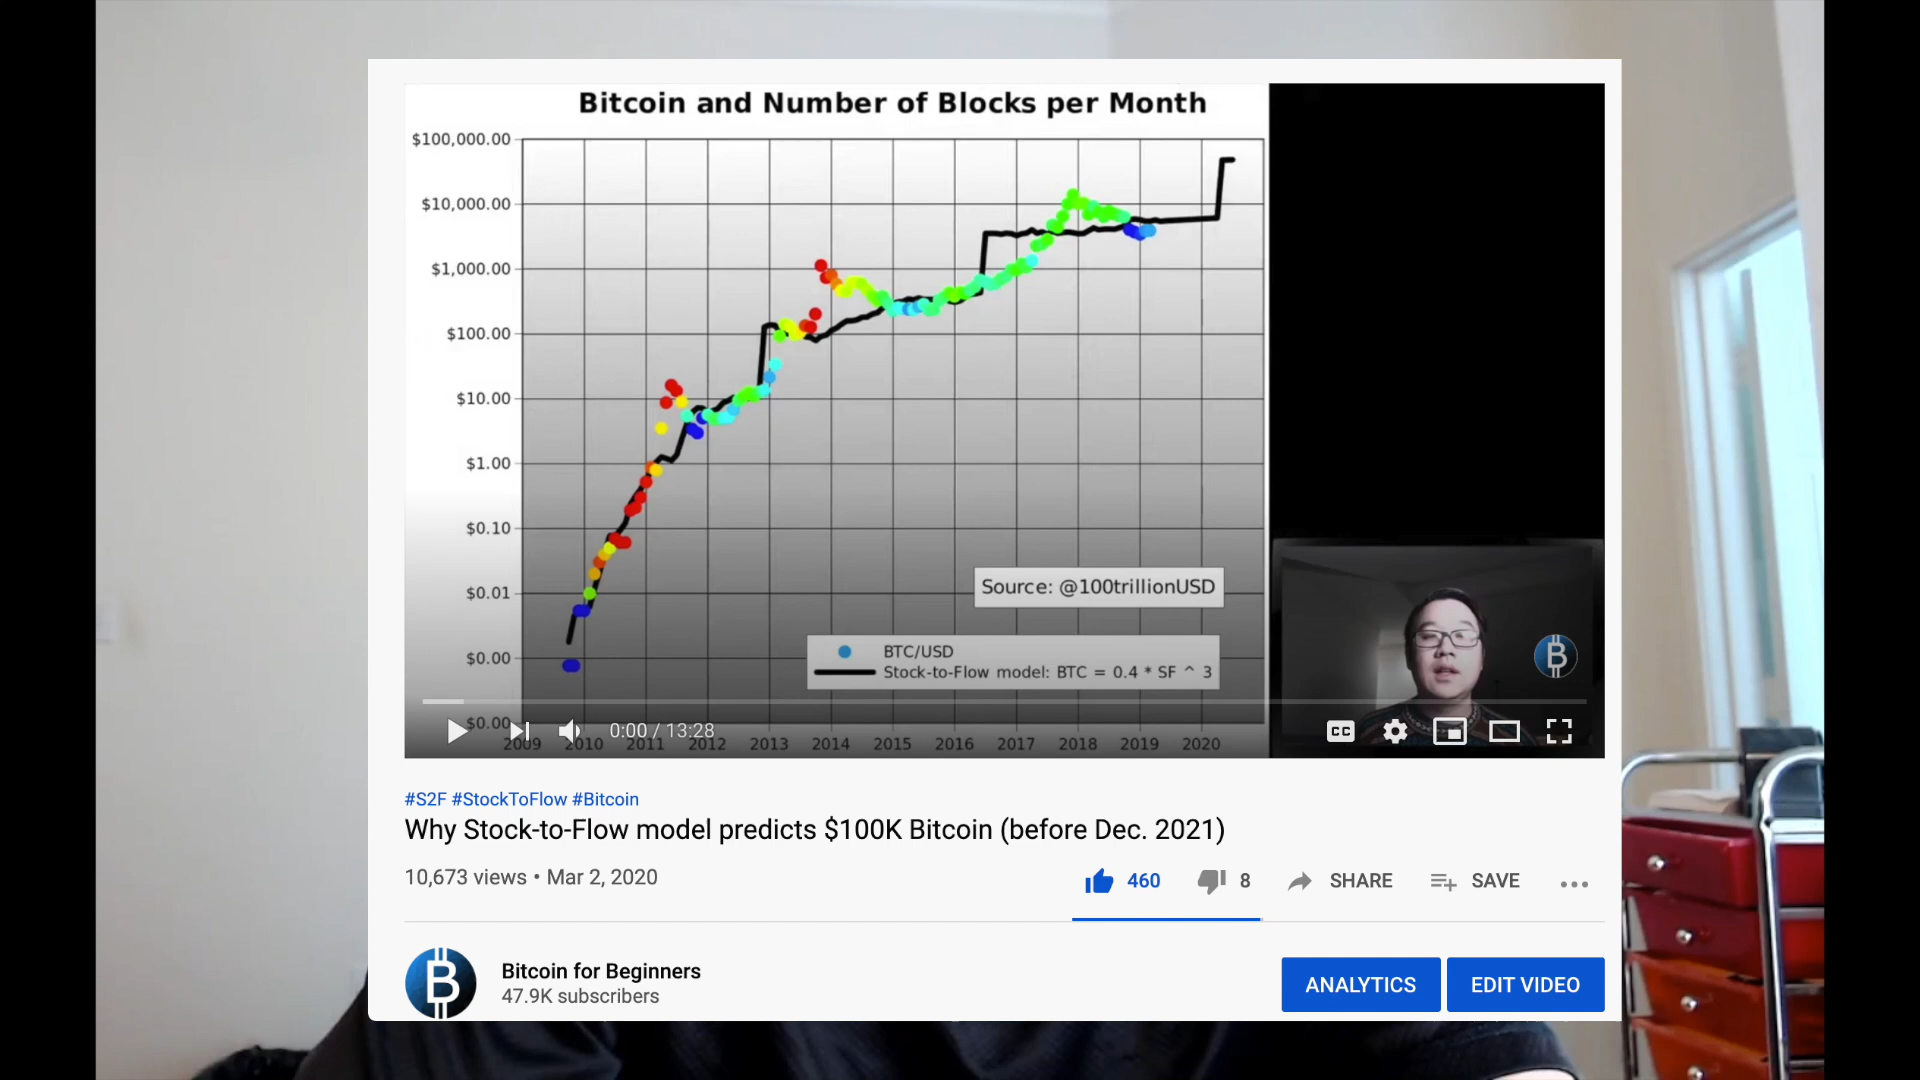 Bitcoin and Number of Blocks per Month
$100,000.00
$10,000.00
$1,000.00
$100.00
$10.00
$1.00
$0.10
$0.01
$0.00
$0.00
Source: @100trillionUSD
BTC/USD
Stock-to-Flow model: BTC = 0.4 * SF ^ 3
0:00 / 13:28
CC
2009 2010 2011 2012 2013 2014 2015 2016 2017 2018 2019 2020
#S2F #StockToFlow #Bitcoin
Why Stock-to-Flow model predicts $100K Bitcoin (before Dec. 2021)
10,673 views • Mar 2, 2020
460 8 SHARE SAVE
Bitcoin for Beginners
47.9K subscribers
ANALYTICS EDIT VIDEO